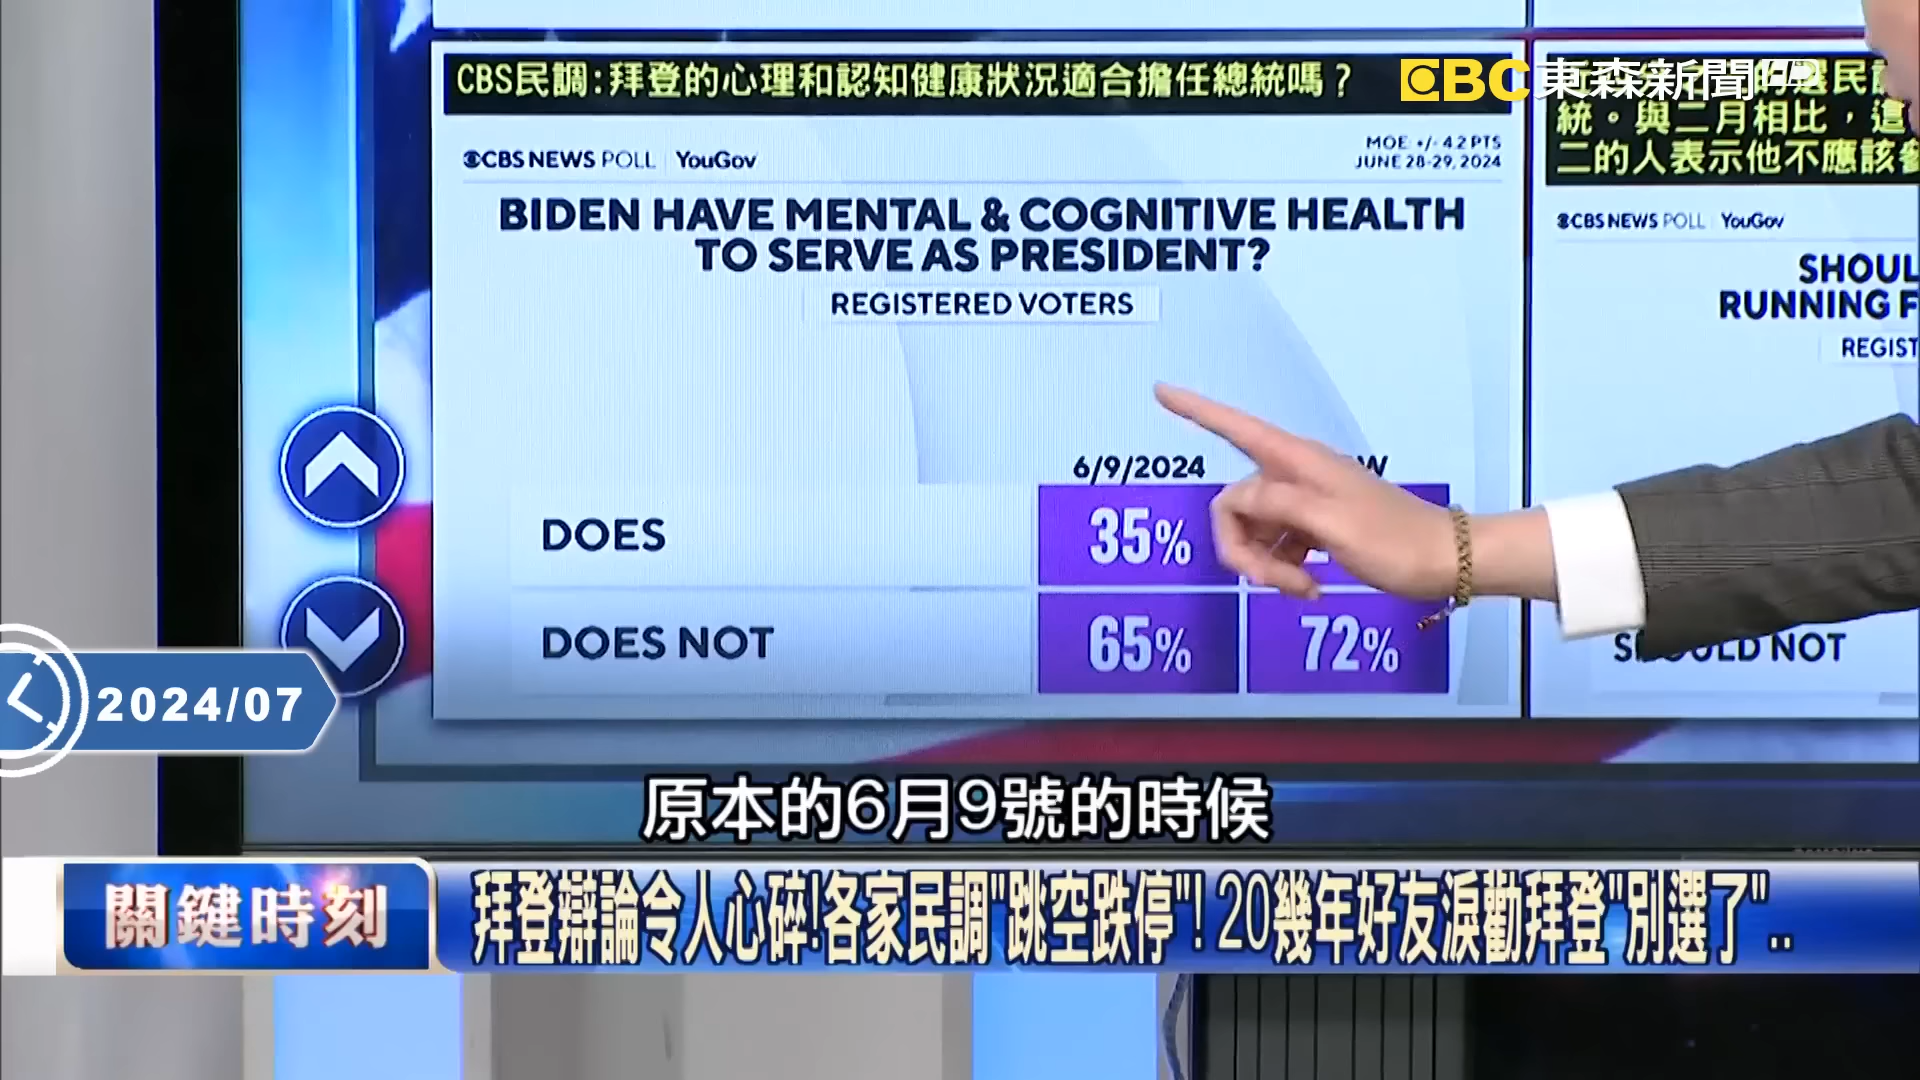 CBS民調:拜登的心理和認知健康狀況適合擔任總統嗎？
EBC 東森新聞
的選民
統。與二月相比，這
二的人表示他不應該
CBS NEWS POLL YouGov
MOE +/- 4.2 PTS
JUNE 28-29, 2024
BIDEN HAVE MENTAL & COGNITIVE HEALTH
TO SERVE AS PRESIDENT?
REGISTERED VOTERS
6/9/2024
DOES 35%
DOES NOT 65% 72%
CBS NEWS POLL YouGov
SHOUL
RUNNING F
REGIST
SHOULD NOT
2024/07
原本的6月9號的時候
關鍵時刻
拜登辯論令人心碎!各家民調"跳空跌停"! 20幾年好友淚勸拜登"別選了"..